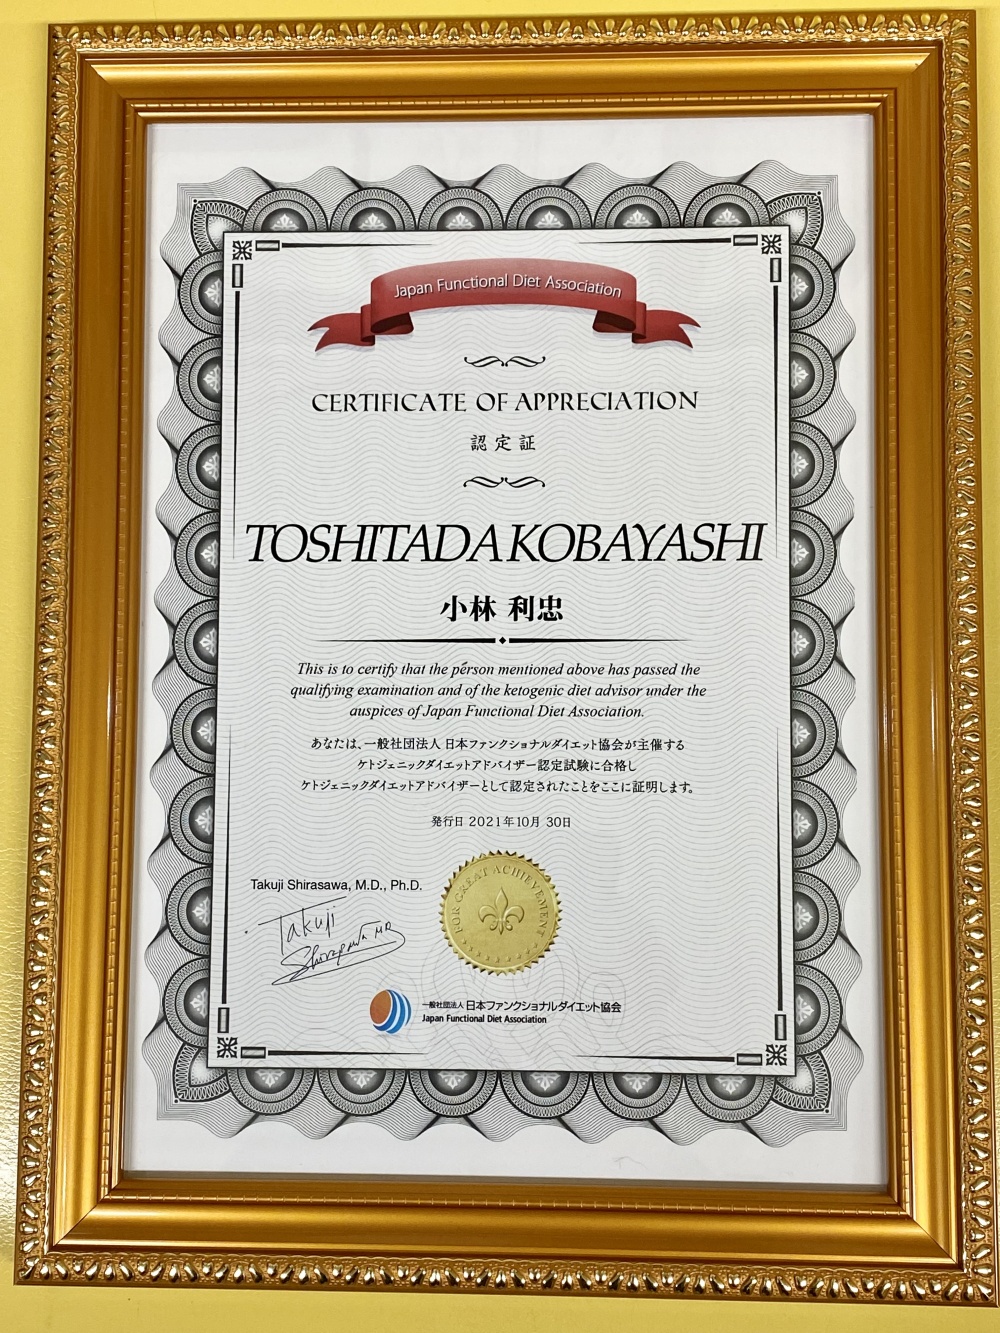 Japan Functional Diet Association
CERTIFICATE OF APPRECIATION
認定証
TOSHITADA KOBAYASHI
小林 利忠
This is to certify that the person mentioned above has passed the
qualifying examination and of the ketogenic diet advisor under the
auspices of Japan Functional Diet Association.
あなたは、一般社団法人 日本ファンクショナルダイエット協会が主催する
ケトジェニックダイエットアドバイザー認定試験に合格し
ケトジェニックダイエットアドバイザーとして認定されたことをここに証明します。
発行日 2021年10月 30日
Takuji Shirasawa, M.D., Ph.D.
Takuji
Shirasawa MD
FOR GREAT ACHIEVEMENT
一般社団法人 日本ファンクショナルダイエット協会
Japan Functional Diet Association